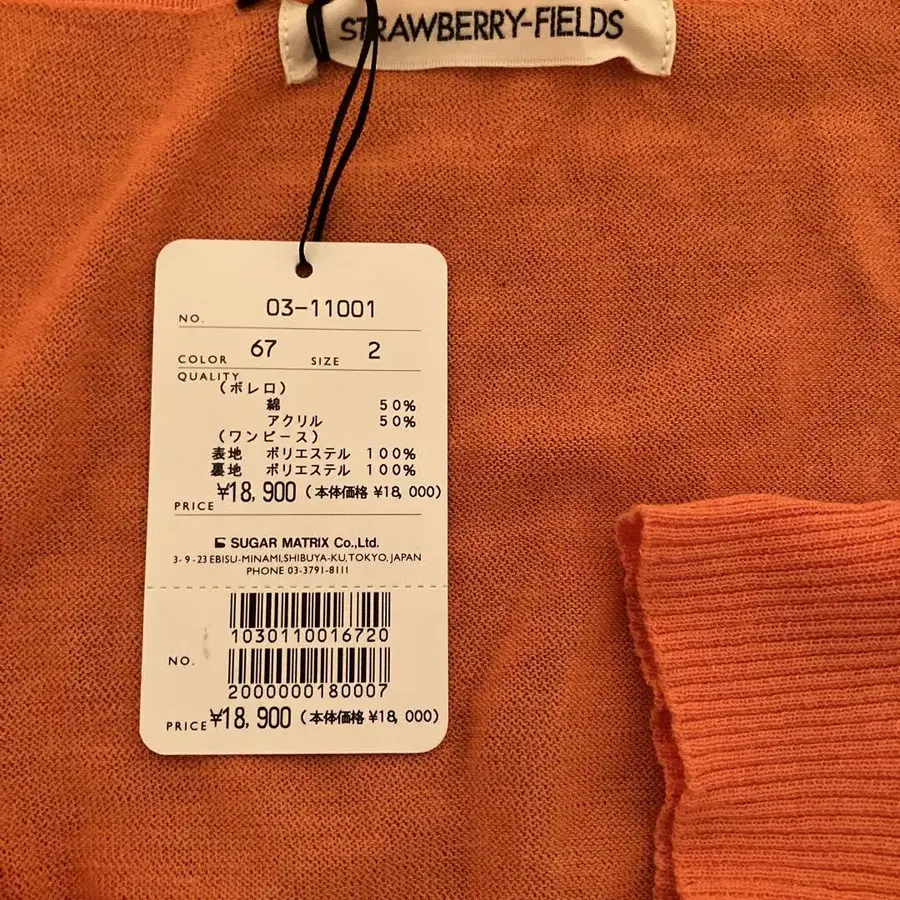 STRAWBERRY-FIELDS
NO. 03-11001
COLOR 67 SIZE 2
QUALITY
(ボレロ)
綿 50%
アクリル 50%
(ワンピース)
表地 ポリエステル 100%
裏地 ポリエステル 100%
PRICE ¥18,900 (本体価格 ¥18,000)
SUGAR MATRIX Co.,Ltd.
3-9-23 EBISU-MINAMI,SHIBUYA-KU,TOKYO,JAPAN
PHONE 03-3791-8111
1030110016720
NO.
2000000180007
PRICE ¥18,900 (本体価格 ¥18,000)